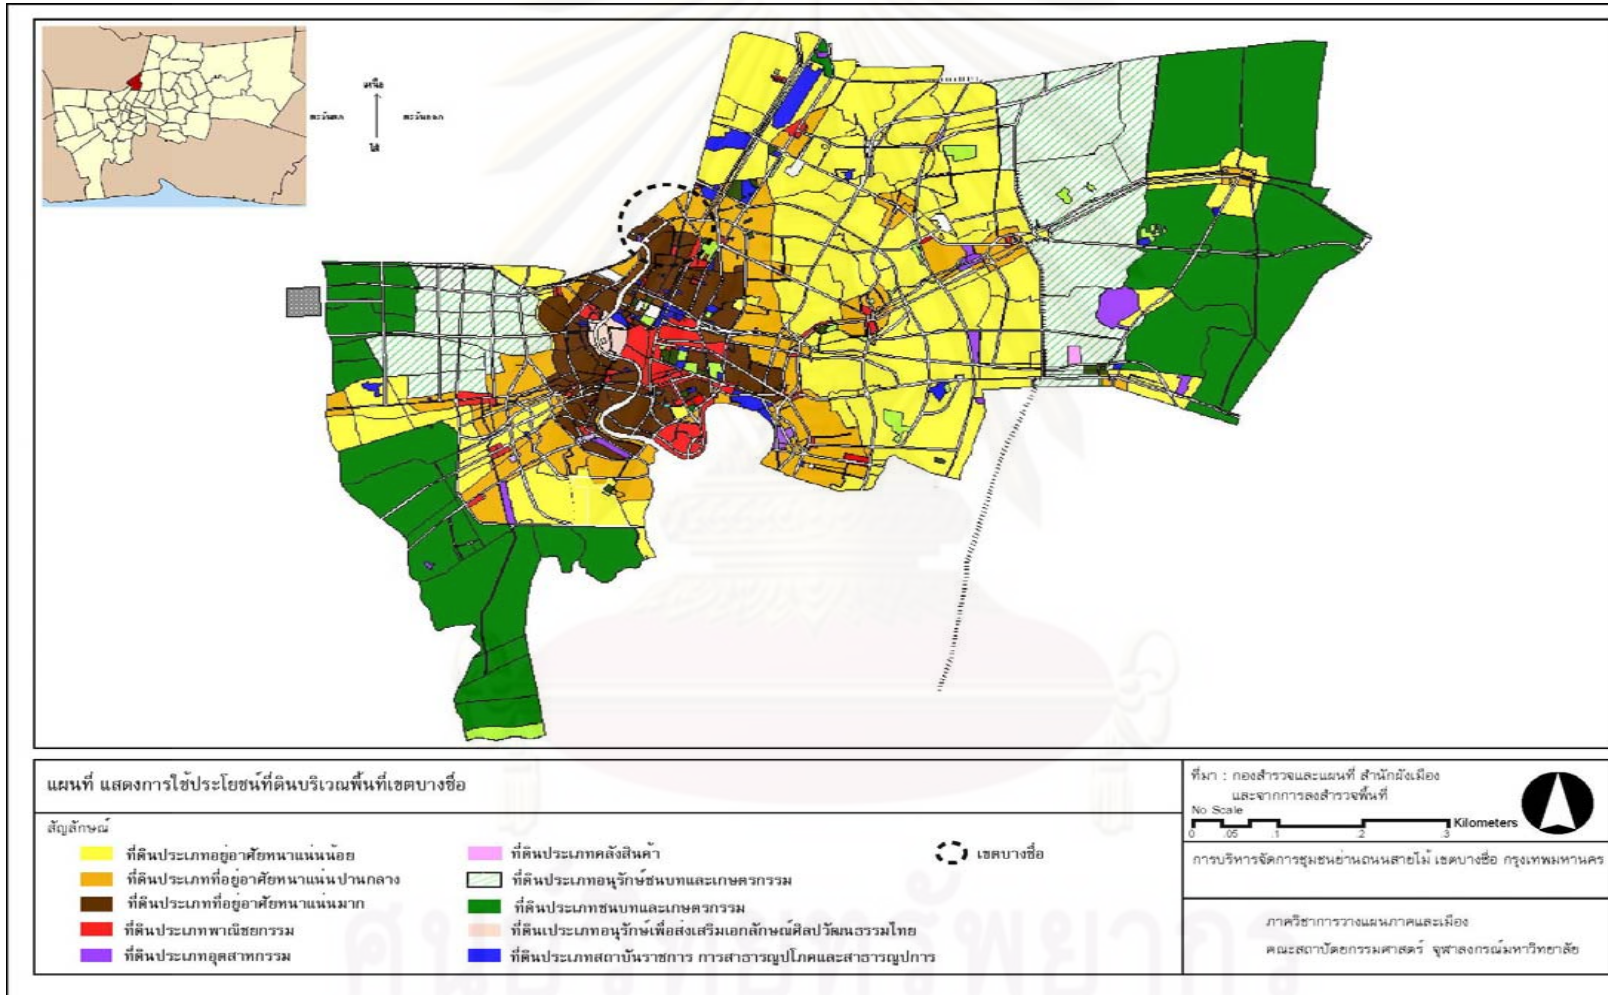 เหนือ
ตะวันตก
ตะวันออก
ใต้
แผนที่ แสดงการใช้ประโยชน์ที่ดินบริเวณพื้นที่เขตบางซื่อ
สัญลักษณ์
ที่ดินประเภทอยู่อาศัยหนาแน่นน้อย
ที่ดินประเภทที่อยู่อาศัยหนาแน่นปานกลาง
ที่ดินประเภทที่อยู่อาศัยหนาแน่นมาก
ที่ดินประเภทพาณิชยกรรม
ที่ดินประเภทอุตสาหกรรม
ที่ดินประเภทคลังสินค้า
ที่ดินประเภทอนุรักษ์ชนบทและเกษตรกรรม
ที่ดินประเภทชนบทและเกษตรกรรม
ที่ดินเประเภทอนุรักษ์เพื่อส่งเสริมเอกลักษณ์ศิลปวัฒนธรรมไทย
ที่ดินประเภทสถาบันราชการ การสาธารณูปโภคและสาธารณูปการ
เขตบางซื่อ
ที่มา : กองสำรวจและแผนที่ สำนักผังเมือง
และจากการลงสำรวจพื้นที่
No Scale
Kilometers
0 .05 .1 .2 .3
การบริหารจัดการชุมชนย่านถนนสายไม้ เขตบางซื่อ กรุงเทพมหานคร
ภาควิชาการวางแผนภาคและเมือง
คณะสถาปัตยกรรมศาสตร์ จุฬาลงกรณ์มหาวิทยาลัย
ศูนย์วิทยทรัพยากร